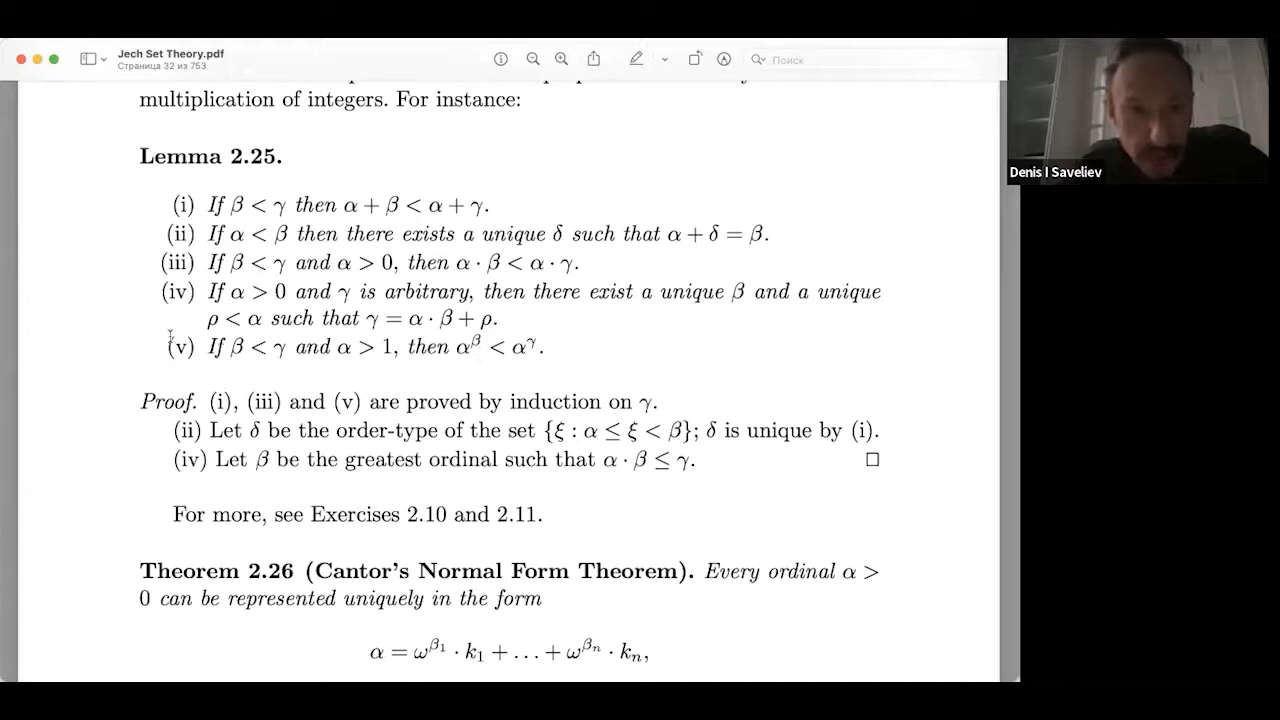 Jech Set Theory.pdf
Страница 32 из 753
Поиск
multiplication of integers. For instance:
Lemma 2.25.
(i) If β < γ then α + β < α + γ.
(ii) If α < β then there exists a unique δ such that α + δ = β.
(iii) If β < γ and α > 0, then α · β < α · γ.
(iv) If α > 0 and γ is arbitrary, then there exist a unique β and a unique
ρ < α such that γ = α · β + ρ.
(v) If β < γ and α > 1, then α^β < α^γ.
Proof. (i), (iii) and (v) are proved by induction on γ.
(ii) Let δ be the order-type of the set {ξ : α ≤ ξ < β}; δ is unique by (i).
(iv) Let β be the greatest ordinal such that α · β ≤ γ. □
For more, see Exercises 2.10 and 2.11.
Theorem 2.26 (Cantor's Normal Form Theorem). Every ordinal α >
0 can be represented uniquely in the form
α = ω^{β₁} · k₁ + . . . + ω^{βₙ} · kₙ,
Denis I Saveliev